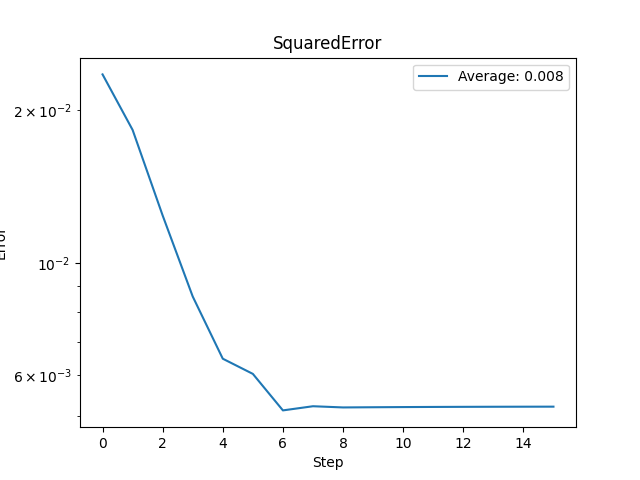 SquaredError
Average: 0.008
2 × 10⁻²
10⁻²
6 × 10⁻³
Error
0 2 4 6 8 10 12 14
Step